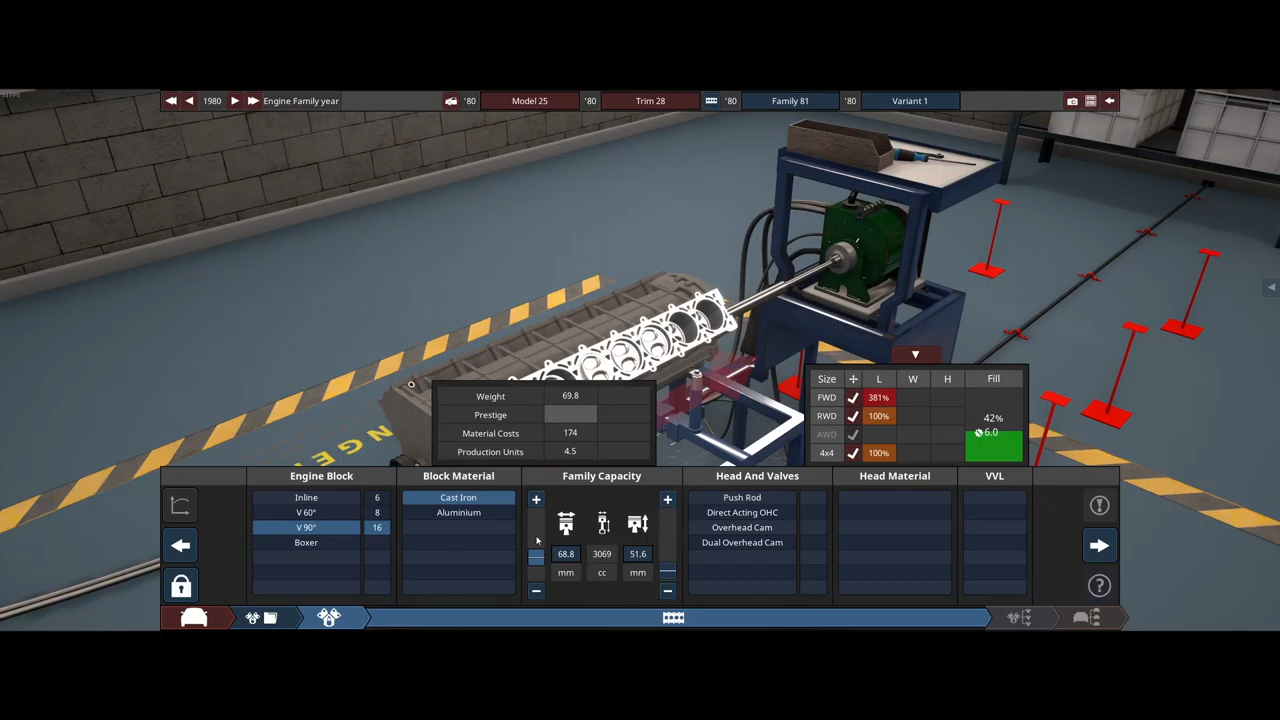 1980 Engine Family year '80 Model 25 '80 Trim 28 '80 Family 81 '80 Variant 1
NGE
Size L W H Fill
FWD 381%
RWD 100%
AWD
4x4 100%
42%
6.0
Weight 69.8
Prestige
Material Costs 174
Production Units 4.5
Engine Block Block Material Family Capacity Head And Valves Head Material VVL
Inline 6
V 60° 8
V 90° 16
Boxer
Cast Iron
Aluminium
+ +
68.8 3069 51.6
mm cc mm
− −
Push Rod
Direct Acting OHC
Overhead Cam
Dual Overhead Cam